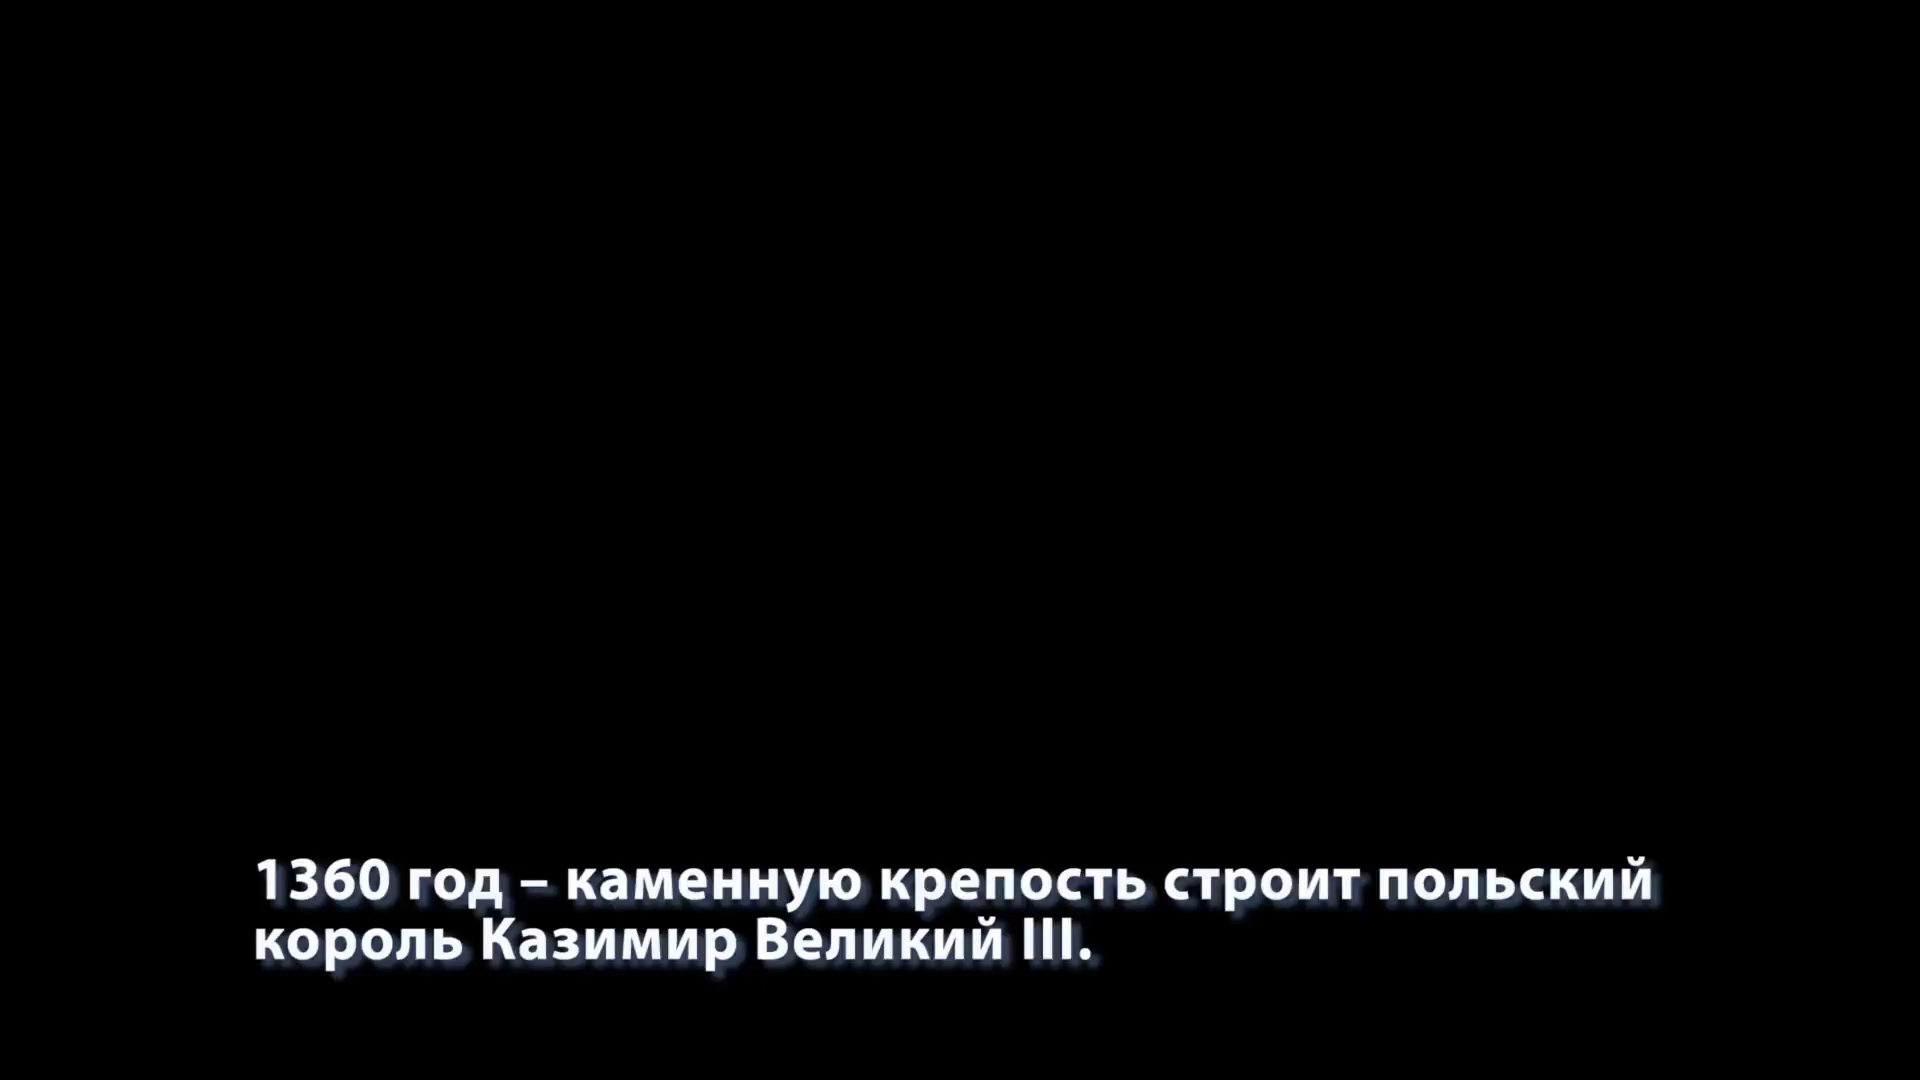 1360 год – каменную крепость строит польский
король Казимир Великий III.